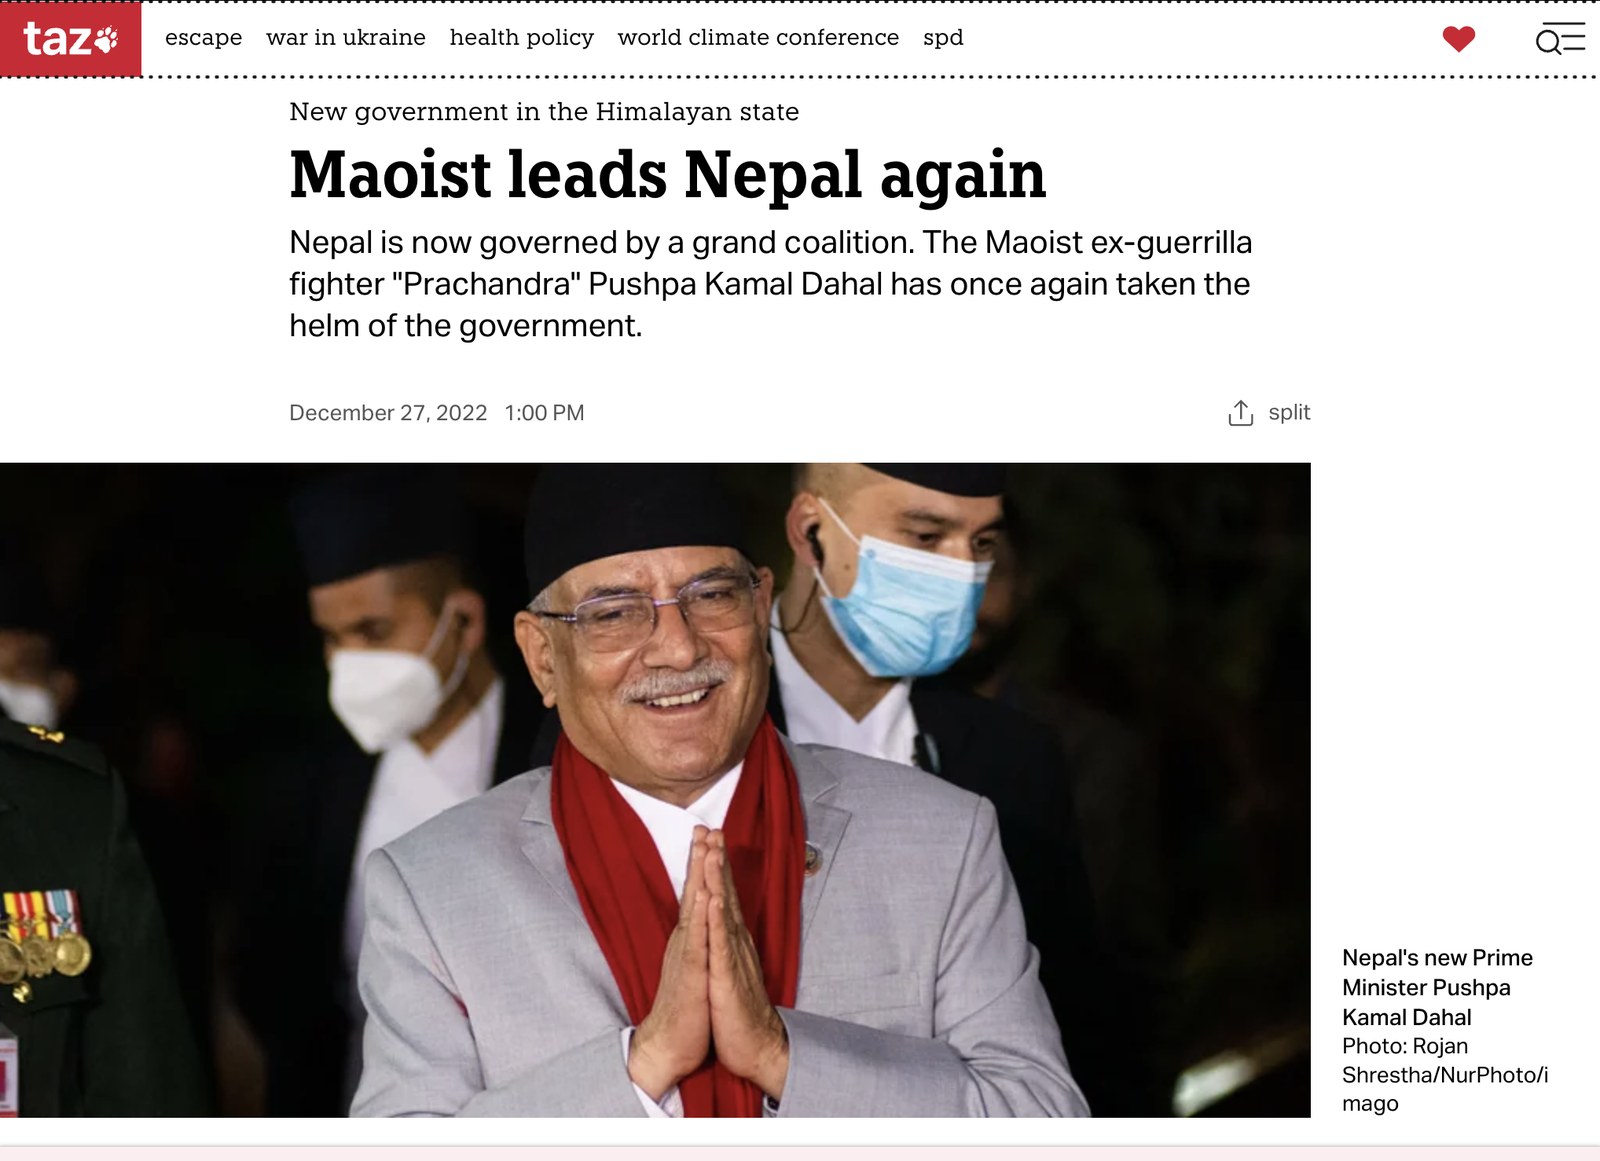 taz
escape war in ukraine health policy world climate conference spd
New government in the Himalayan state
Maoist leads Nepal again
Nepal is now governed by a grand coalition. The Maoist ex-guerrilla
fighter "Prachandra" Pushpa Kamal Dahal has once again taken the
helm of the government.
December 27, 2022 1:00 PM
split
Nepal's new Prime
Minister Pushpa
Kamal Dahal
Photo: Rojan
Shrestha/NurPhoto/i
mago